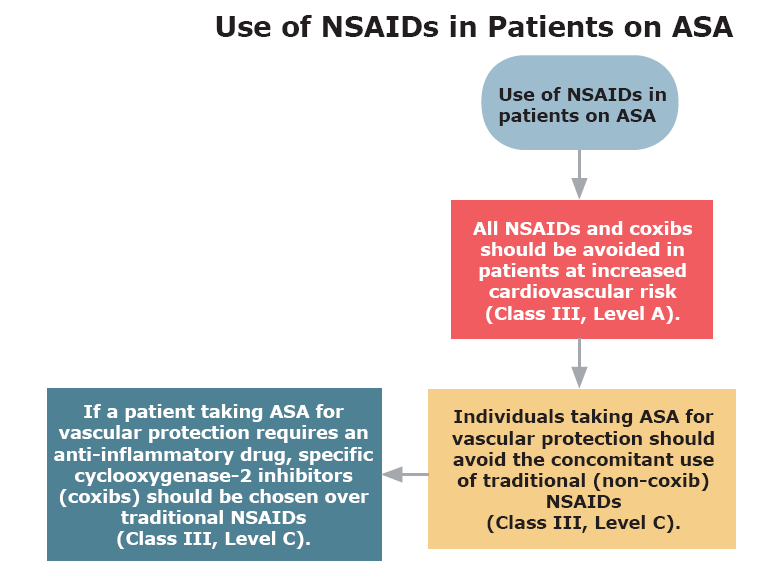 Use of NSAIDs in Patients on ASA
Use of NSAIDs in
patients on ASA
All NSAIDs and coxibs
should be avoided in
patients at increased
cardiovascular risk
(Class III, Level A).
Individuals taking ASA for
vascular protection should
avoid the concomitant use
of traditional (non-coxib)
NSAIDs
(Class III, Level C).
If a patient taking ASA for
vascular protection requires an
anti-inflammatory drug, specific
cyclooxygenase-2 inhibitors
(coxibs) should be chosen over
traditional NSAIDs
(Class III, Level C).